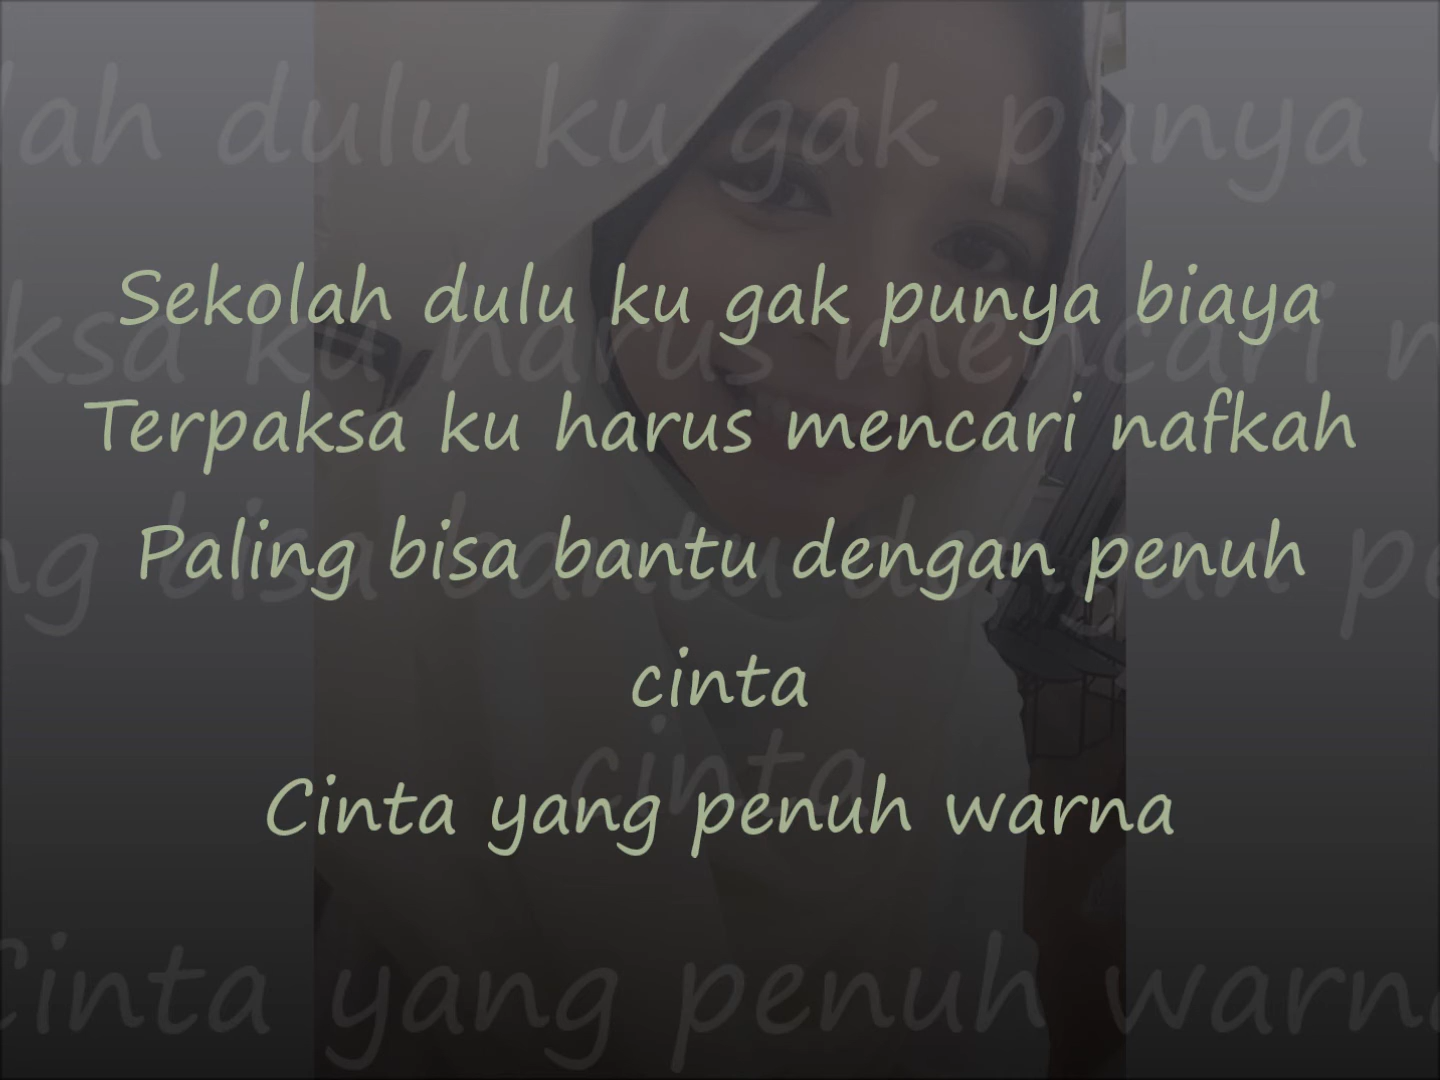 Sekolah dulu ku gak punya biaya
Terpaksa ku harus mencari nafkah
Paling bisa bantu dengan penuh
cinta
Cinta yang penuh warna